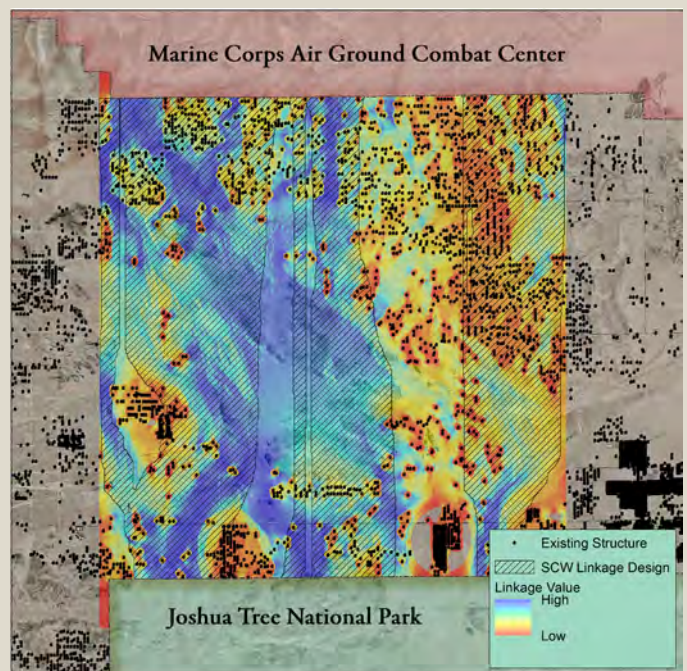 Marine Corps Air Ground Combat Center
Existing Structure
SCW Linkage Design
Linkage Value
High
Low
Joshua Tree National Park